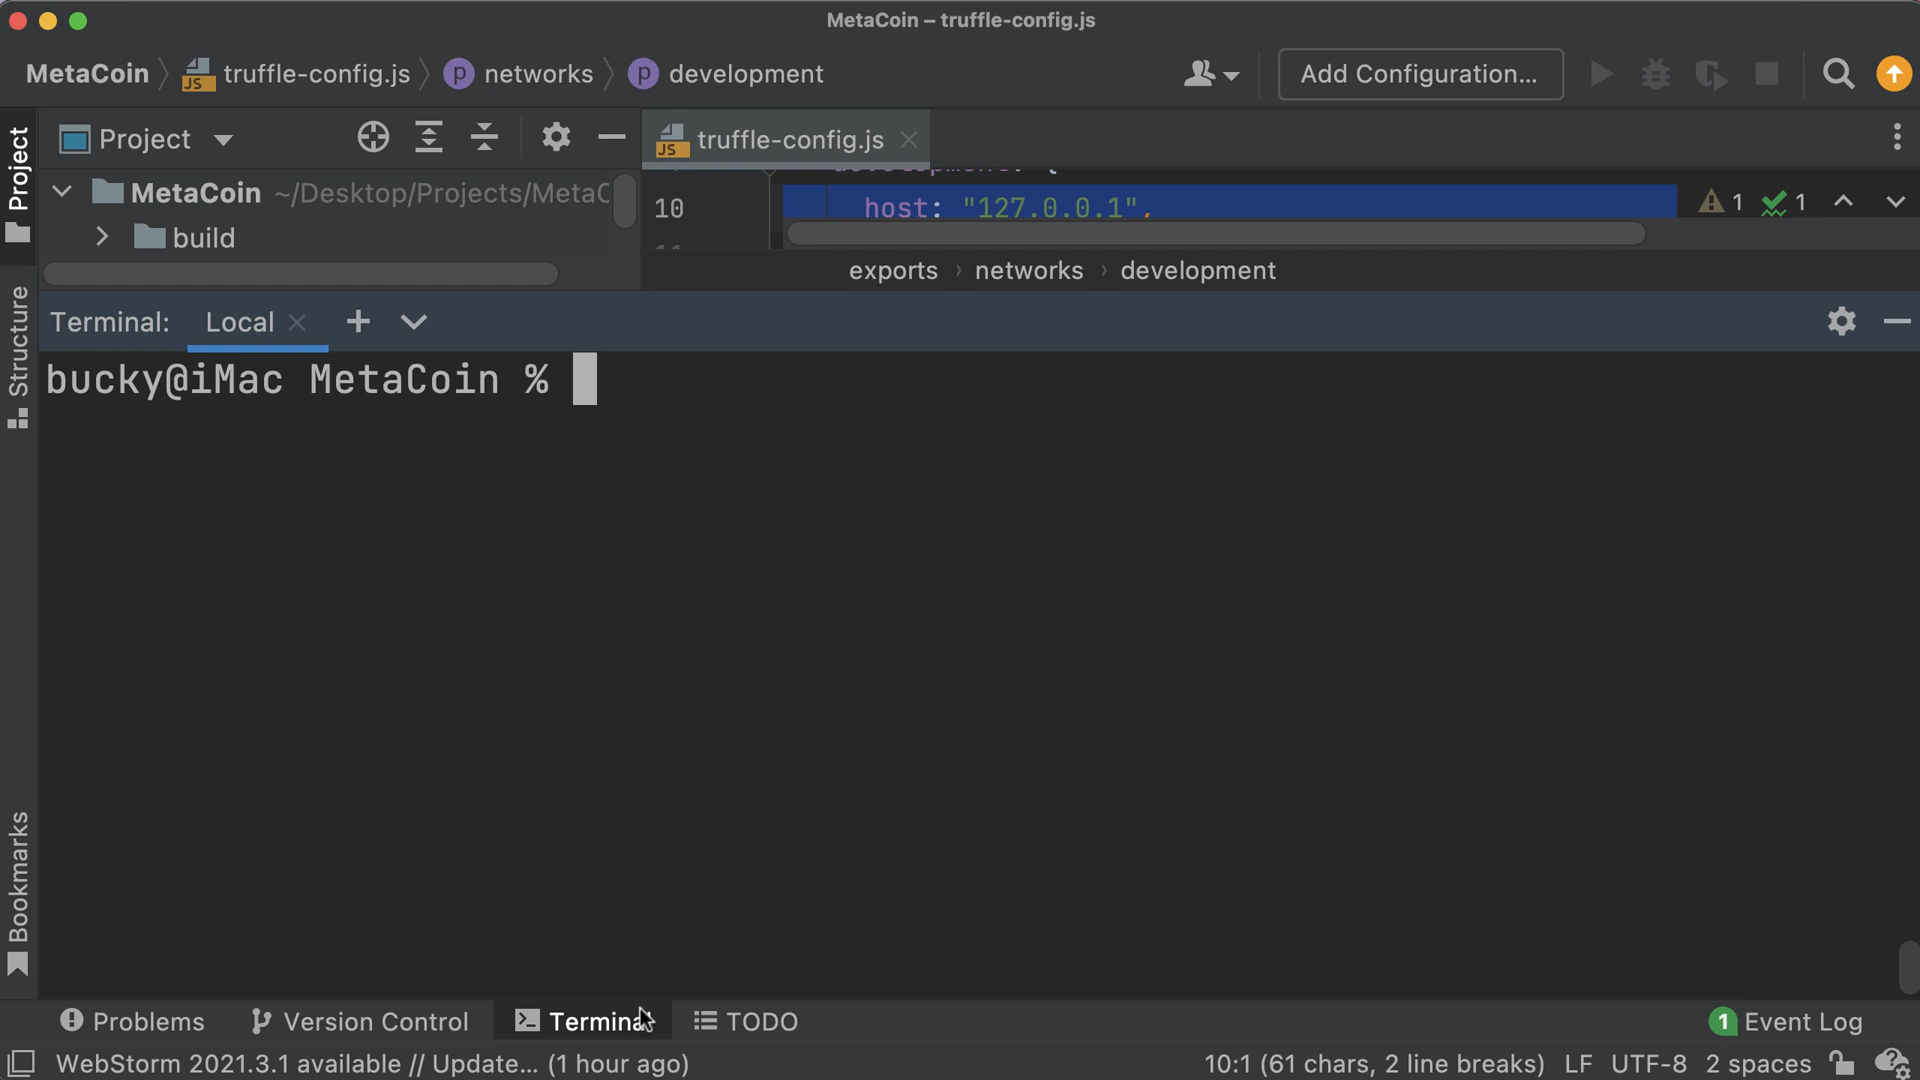 MetaCoin – truffle-config.js
MetaCoin truffle-config.js p networks p development
Add Configuration...
Project
Project
truffle-config.js
MetaCoin ~/Desktop/Projects/MetaC
build
10 host: "127.0.0.1",
1 1
exports › networks › development
Structure
Terminal: Local
bucky@iMac MetaCoin %
Bookmarks
Problems Version Control Terminal TODO
1 Event Log
WebStorm 2021.3.1 available // Update... (1 hour ago)
10:1 (61 chars, 2 line breaks) LF UTF-8 2 spaces